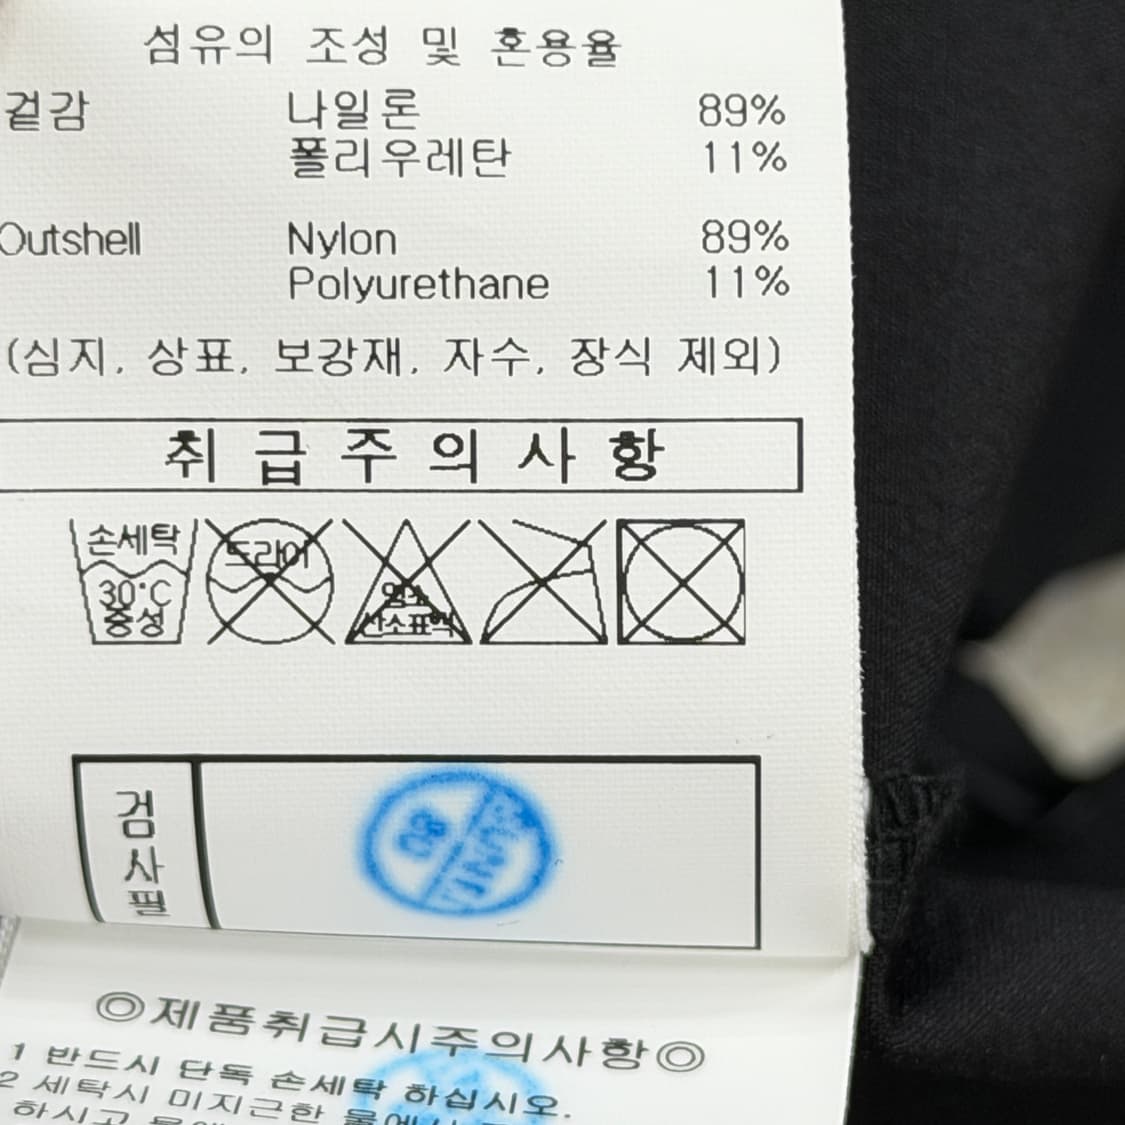 섬유의 조성 및 혼용율
겉감 나일론 89%
폴리우레탄 11%
Outshell Nylon 89%
Polyurethane 11%
(심지, 상표, 보강재, 자수, 장식 제외)
취급주의사항
손세탁
30°C
중성
드라이
염소
산소표백
검사필
◎제품취급시주의사항◎
1 반드시 단독 손세탁 하십시오.
2 세탁시 미지근한 물에서
하시고